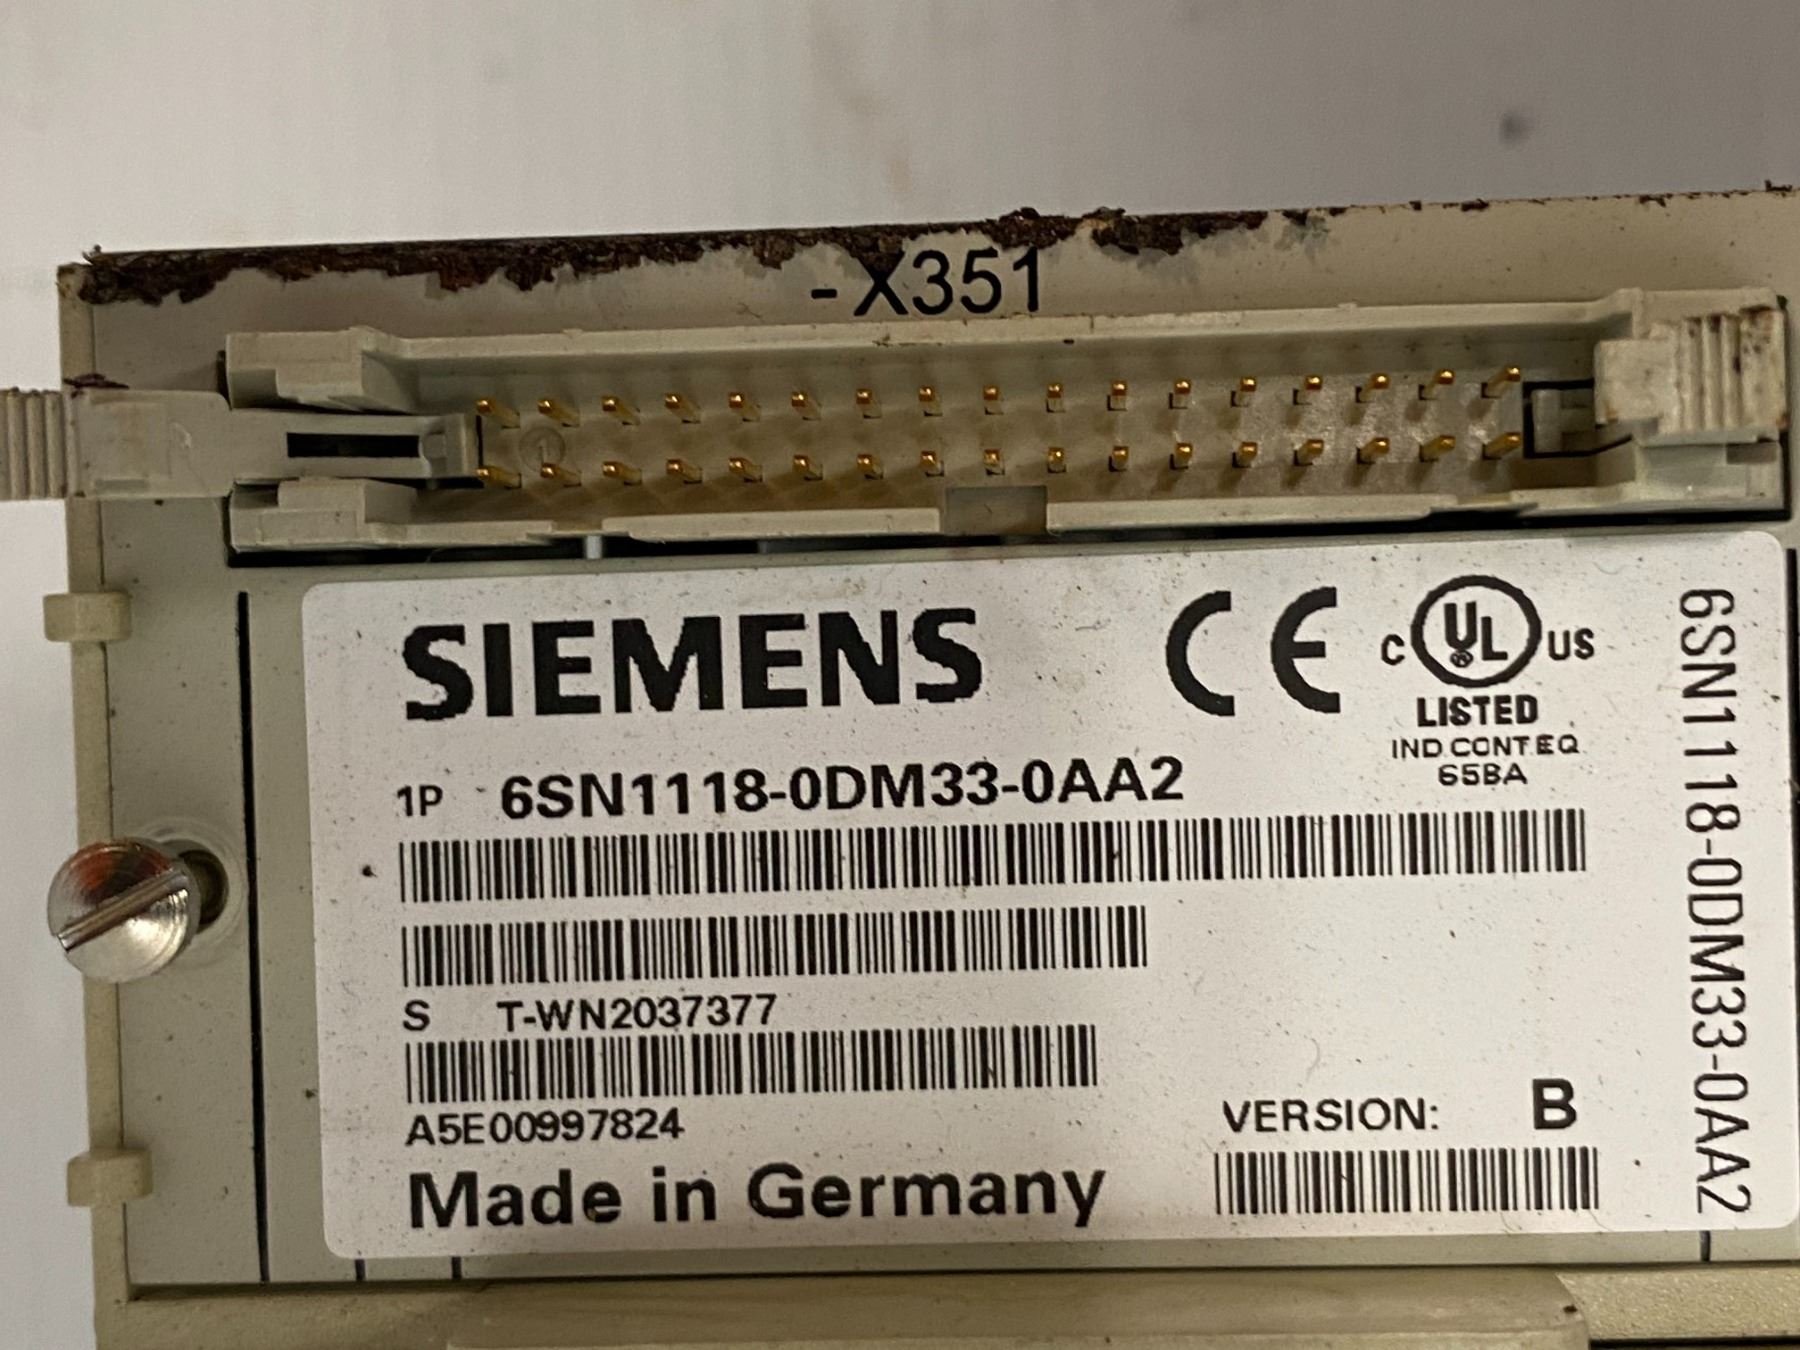 -X351
SIEMENS
CE
C UL US
LISTED
IND.CONT.EQ
65BA
1P 6SN1118-0DM33-0AA2
S T-WN2037377
A5E00997824
VERSION: B
Made in Germany
6SN1118-0DM33-0AA2